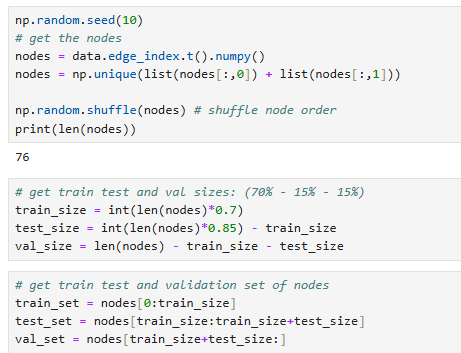 np.random.seed(10)
# get the nodes
nodes = data.edge_index.t().numpy()
nodes = np.unique(list(nodes[:,0]) + list(nodes[:,1]))
np.random.shuffle(nodes) # shuffle node order
print(len(nodes))
76
# get train test and val sizes: (70% - 15% - 15%)
train_size = int(len(nodes)*0.7)
test_size = int(len(nodes)*0.85) - train_size
val_size = len(nodes) - train_size - test_size
# get train test and validation set of nodes
train_set = nodes[0:train_size]
test_set = nodes[train_size:train_size+test_size]
val_set = nodes[train_size+test_size:]